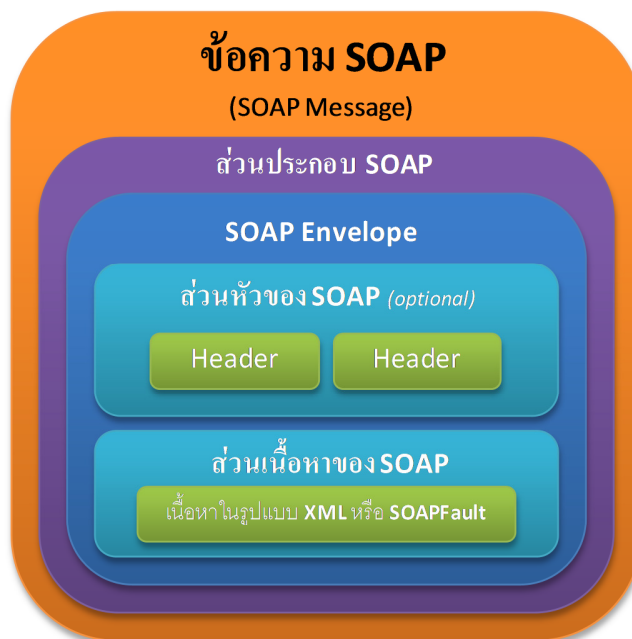 ข้อความ SOAP
(SOAP Message)
ส่วนประกอบ SOAP
SOAP Envelope
ส่วนหัวของ SOAP (optional)
Header Header
ส่วนเนื้อหาของ SOAP
เนื้อหาในรูปแบบ XML หรือ SOAPFault